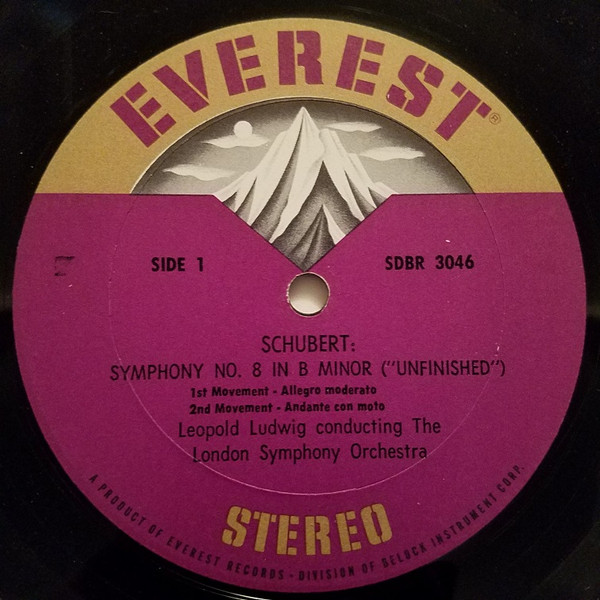 EVEREST®
SIDE 1
SDBR 3046
SCHUBERT:
SYMPHONY NO. 8 IN B MINOR ("UNFINISHED")
1st Movement - Allegro moderato
2nd Movement - Andante con moto
Leopold Ludwig conducting The
London Symphony Orchestra
STEREO
A PRODUCT OF EVEREST RECORDS - DIVISION OF BELOCK INSTRUMENT CORP.